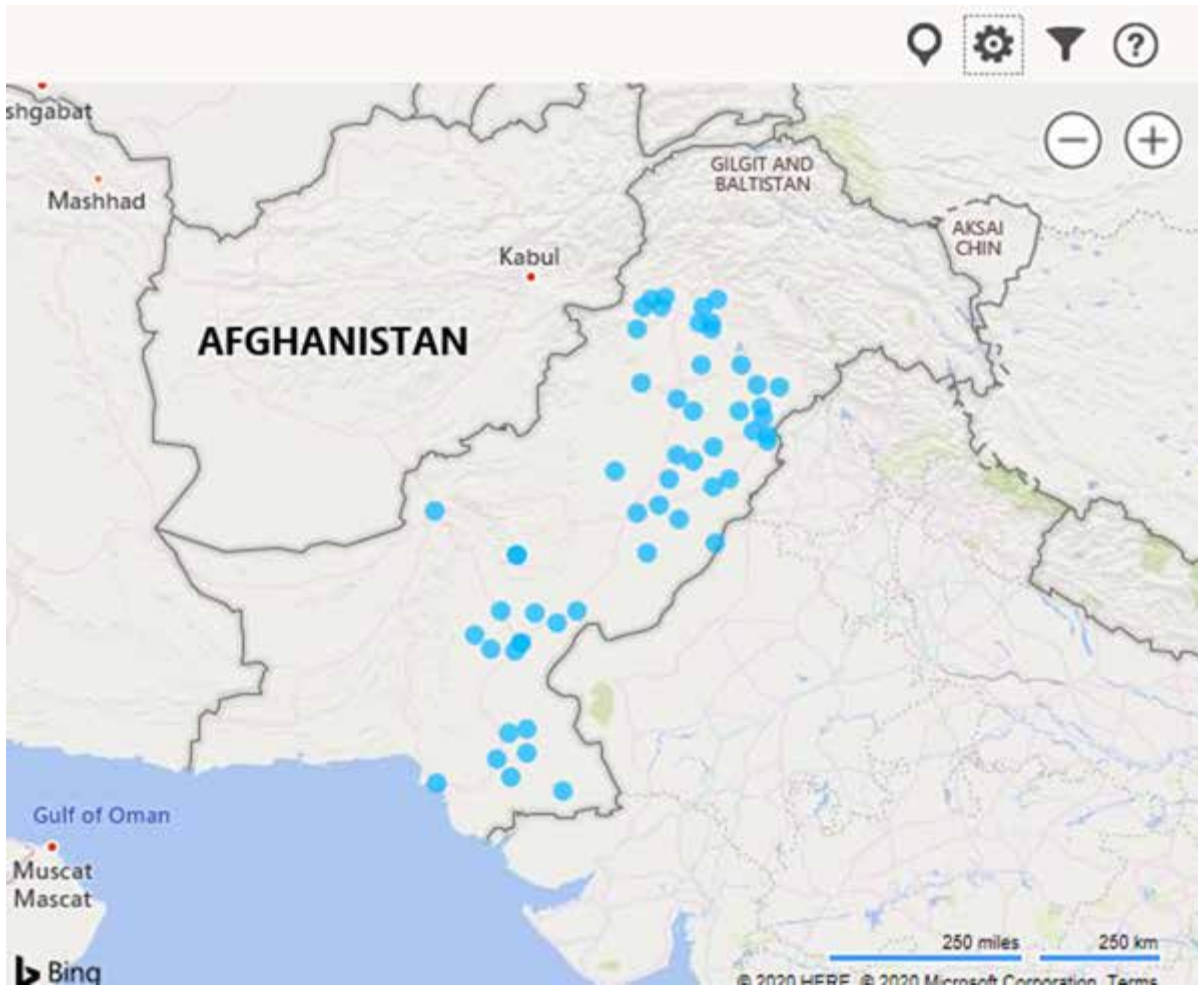 shgabat
Mashhad
GILGIT AND
BALTISTAN
AKSAI
CHIN
Kabul
AFGHANISTAN
Gulf of Oman
Muscat
Mascat
250 miles
250 km
Bing
© 2020 HERE, © 2020 Microsoft Corporation Terms